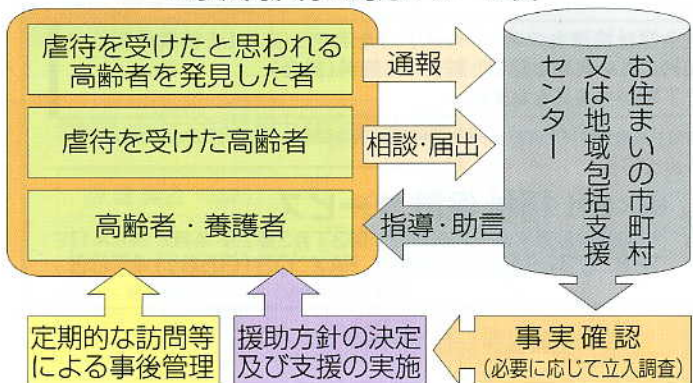 虐待を受けたと思われる
高齢者を発見した者
通報
虐待を受けた高齢者
相談・届出
高齢者・養護者
指導・助言
お住まいの市町村
又は地域包括支援
センター
定期的な訪問等
による事後管理
援助方針の決定
及び支援の実施
事実確認
(必要に応じて立入調査)